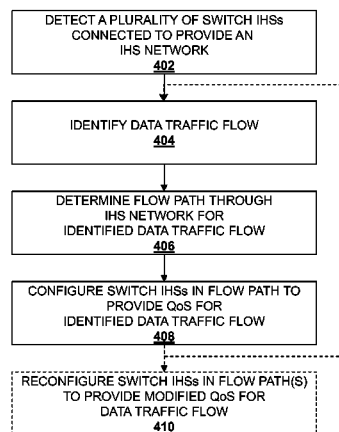 DETECT A PLURALITY OF SWITCH IHSs
CONNECTED TO PROVIDE AN
IHS NETWORK
402
IDENTIFY DATA TRAFFIC FLOW
404
DETERMINE FLOW PATH THROUGH
IHS NETWORK FOR
IDENTIFIED DATA TRAFFIC FLOW
406
CONFIGURE SWITCH IHSs IN FLOW PATH TO
PROVIDE QoS FOR
IDENTIFIED DATA TRAFFIC FLOW
408
RECONFIGURE SWITCH IHSs IN FLOW PATH(S)
TO PROVIDE MODIFIED QoS FOR
DATA TRAFFIC FLOW
410